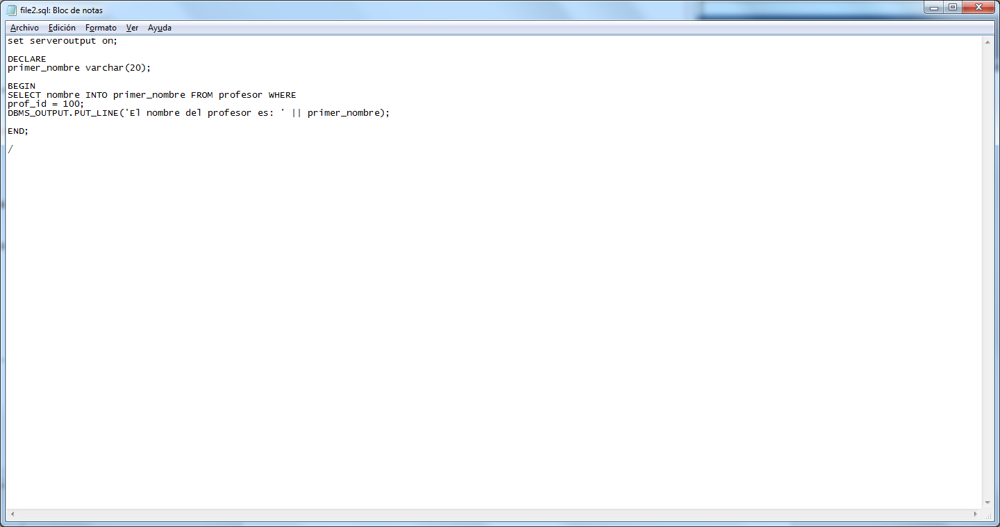 file2.sql: Bloc de notas
Archivo Edición Formato Ver Ayuda
set serveroutput on;
DECLARE
primer_nombre varchar(20);
BEGIN
SELECT nombre INTO primer_nombre FROM profesor WHERE
prof_id = 100;
DBMS_OUTPUT.PUT_LINE('El nombre del profesor es: ' || primer_nombre);
END;
/